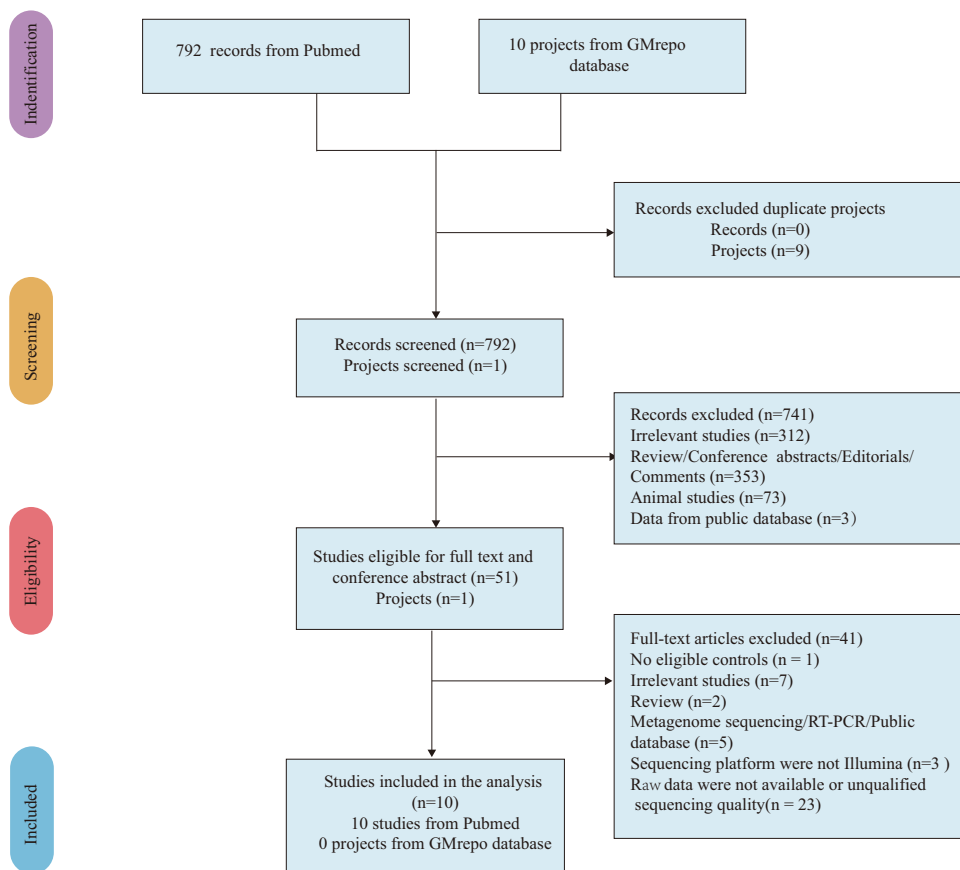 Indentification
792 records from Pubmed
10 projects from GMrepo
database
Records excluded duplicate projects
Records (n=0)
Projects (n=9)
Screening
Records screened (n=792)
Projects screened (n=1)
Records excluded (n=741)
Irrelevant studies (n=312)
Review/Conference abstracts/Editorials/
Comments (n=353)
Animal studies (n=73)
Data from public database (n=3)
Eligibility
Studies eligible for full text and
conference abstract (n=51)
Projects (n=1)
Full-text articles excluded (n=41)
No eligible controls (n = 1)
Irrelevant studies (n=7)
Review (n=2)
Metagenome sequencing/RT-PCR/Public
database (n=5)
Sequencing platform were not Illumina (n=3 )
Raw data were not available or unqualified
sequencing quality(n = 23)
Included
Studies included in the analysis
(n=10)
10 studies from Pubmed
0 projects from GMrepo database